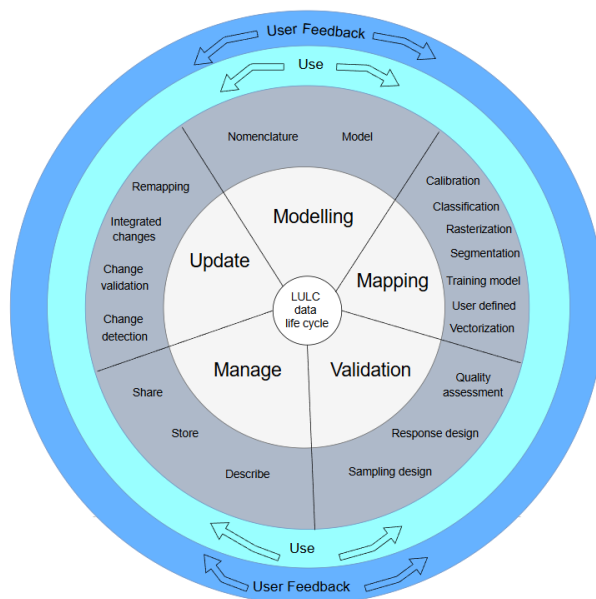 User Feedback
Use
Nomenclature
Model
Remapping
Integrated
changes
Change
validation
Change
detection
Calibration
Classification
Rasterization
Segmentation
Training model
User defined
Vectorization
Modelling
Update
Mapping
LULC
data
life cycle
Manage
Validation
Share
Store
Describe
Quality
assessment
Response design
Sampling design
Use
User Feedback